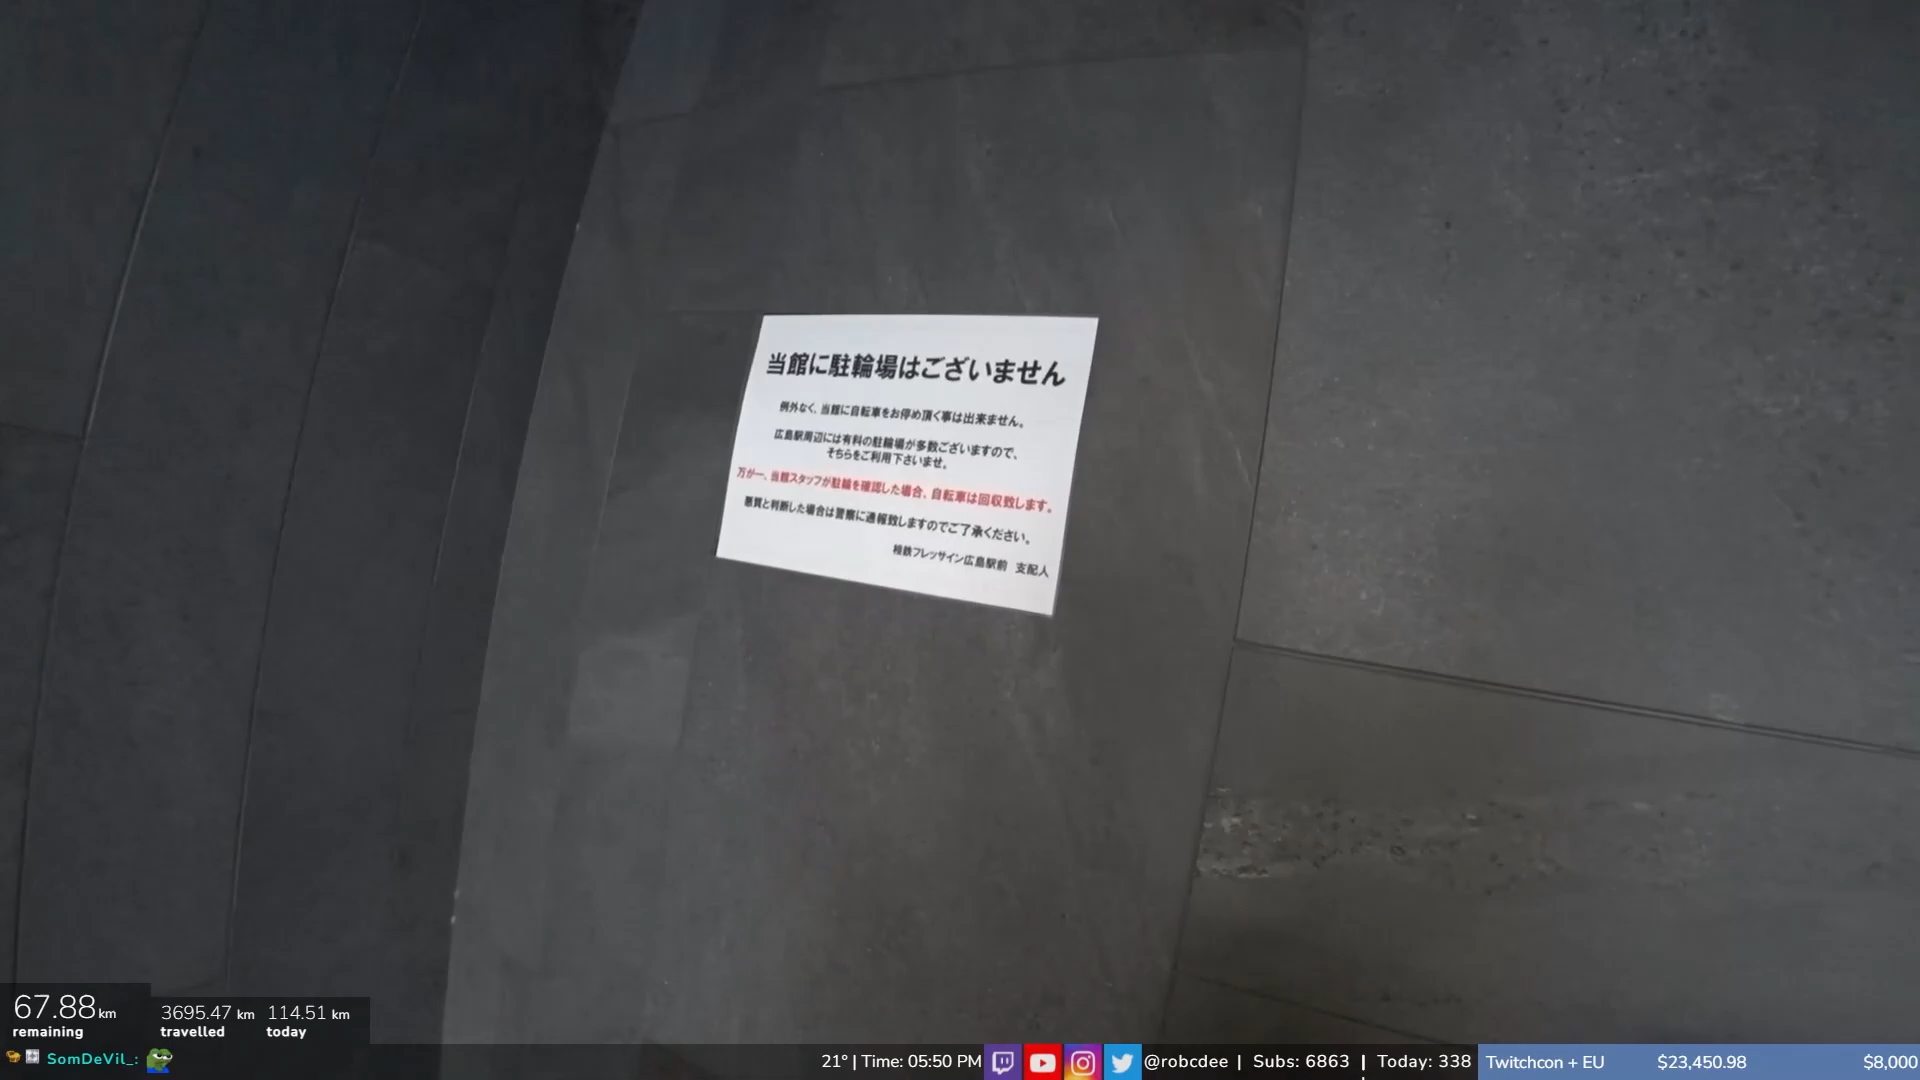 当館に駐輪場はございません
例外なく、当館に自転車をお停め頂く事は出来ません。
広島駅周辺には有料の駐輪場が多数ございますので、
そちらをご利用下さいませ。
万が一、当館スタッフが駐輪を確認した場合、自転車は回収致します。
悪質と判断した場合は警察に通報致しますのでご了承ください。
相鉄フレッサイン広島駅前 支配人
67.88 km
remaining
3695.47 km
travelled
114.51 km
today
SomDeVil_:
21° | Time: 05:50 PM
@robcdee | Subs: 6863 | Today: 338
Twitchcon + EU $23,450.98 $8,000